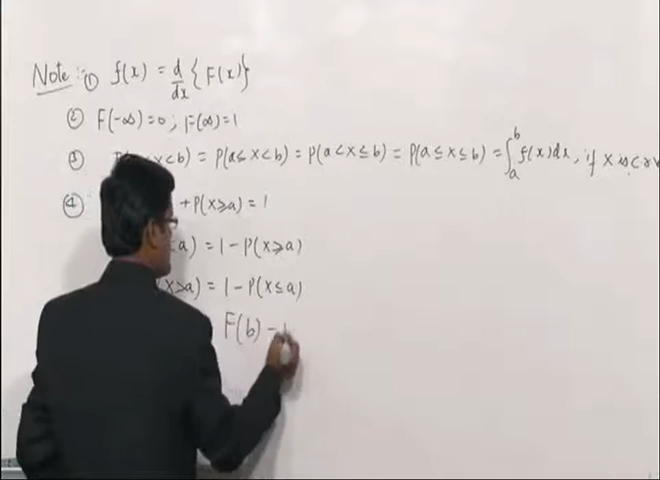 Note :- ① f(x) = d/dx {F(x)}
② F(-∞)=0 ; F(∞)=1
③ <x<b) = P(a≤x<b) = P(a<x≤b) = P(a≤x≤b) = ∫_a^b f(x)dx, if x is c.r.v
④ + P(x≥a) = 1
a) = 1 - P(x≥a)
(x>a) = 1 - P(x≤a)
F(b) -